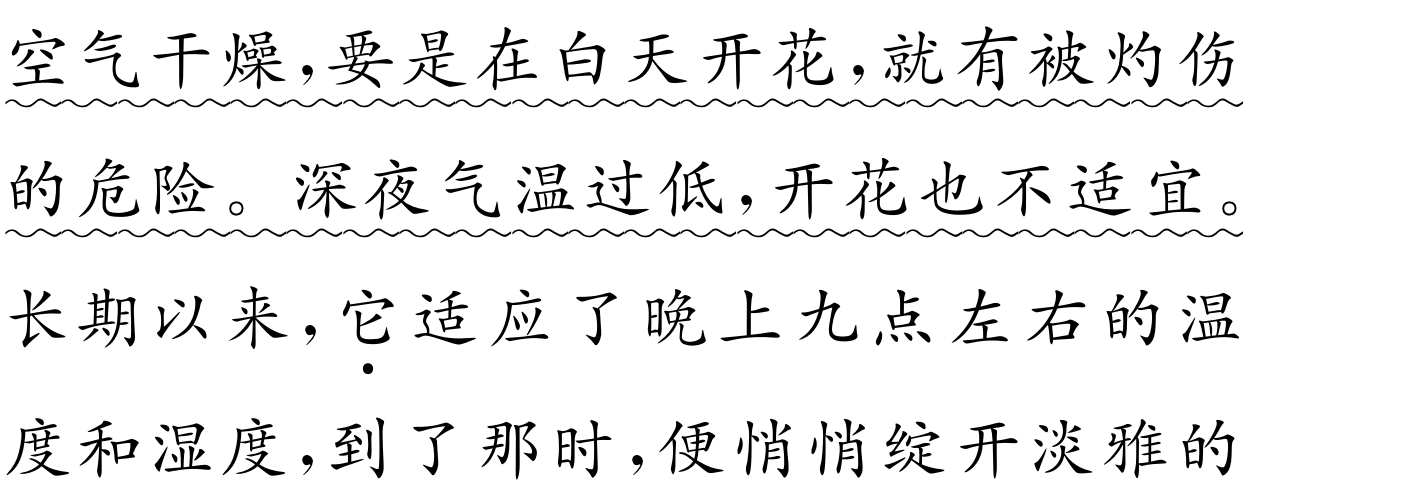 空气干燥,要是在白天开花,就有被灼伤
的危险。深夜气温过低,开花也不适宜。
长期以来,它适应了晚上九点左右的温
度和湿度,到了那时,便悄悄绽开淡雅的